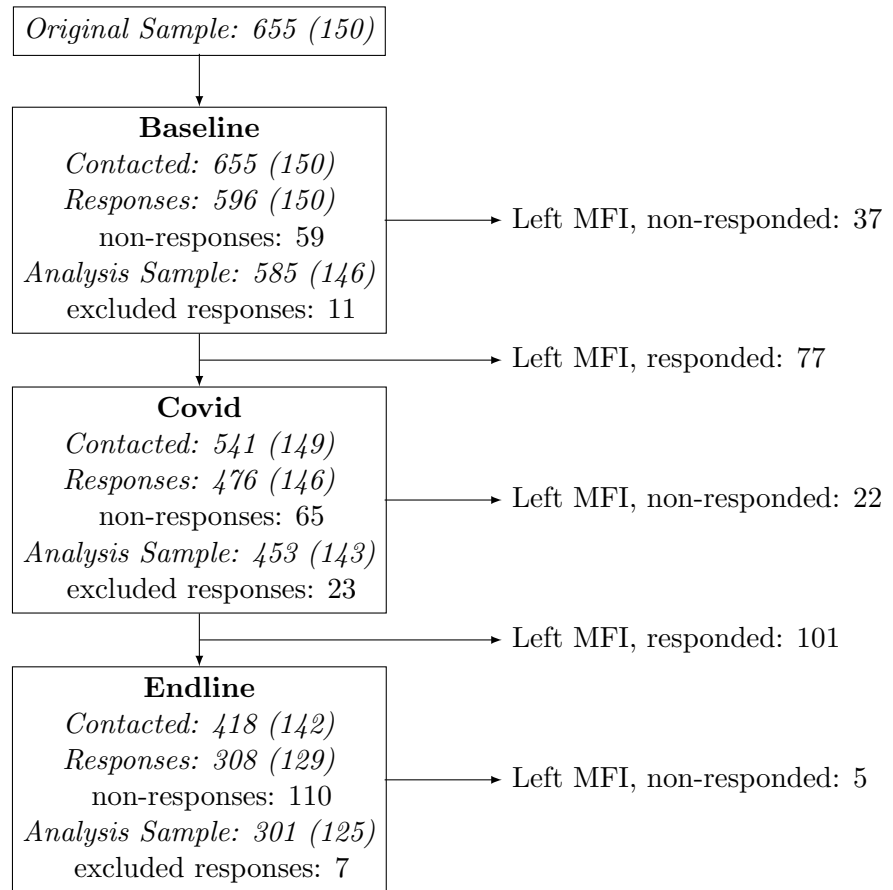 Original Sample: 655 (150)
Baseline
Contacted: 655 (150)
Responses: 596 (150)
non-responses: 59
Analysis Sample: 585 (146)
excluded responses: 11
Left MFI, non-responded: 37
Left MFI, responded: 77
Covid
Contacted: 541 (149)
Responses: 476 (146)
non-responses: 65
Analysis Sample: 453 (143)
excluded responses: 23
Left MFI, non-responded: 22
Left MFI, responded: 101
Endline
Contacted: 418 (142)
Responses: 308 (129)
non-responses: 110
Analysis Sample: 301 (125)
excluded responses: 7
Left MFI, non-responded: 5